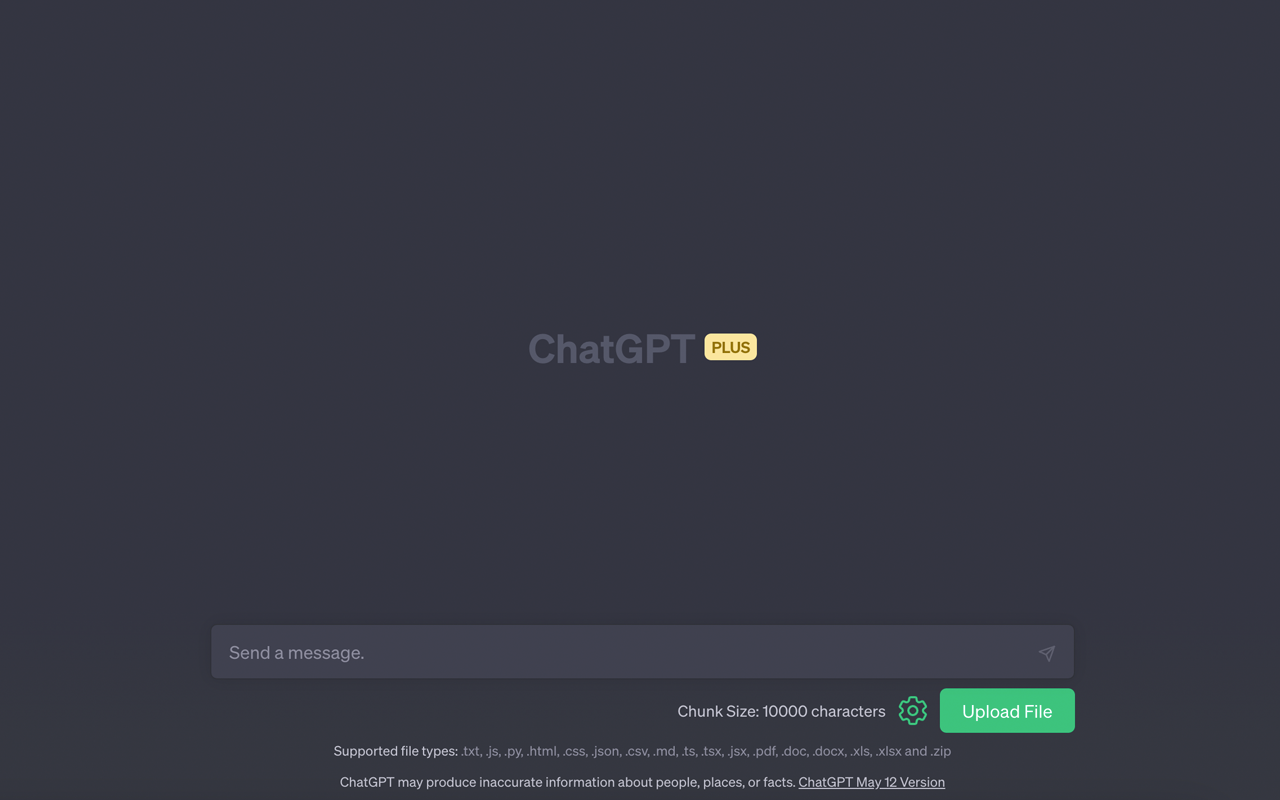 ChatGPT PLUS
Send a message.
Chunk Size: 10000 characters Upload File
Supported file types: .txt, .js, .py, .html, .css, .json, .csv, .md, .ts, .tsx, .jsx, .pdf, .doc, .docx, .xls, .xlsx and .zip
ChatGPT may produce inaccurate information about people, places, or facts. ChatGPT May 12 Version